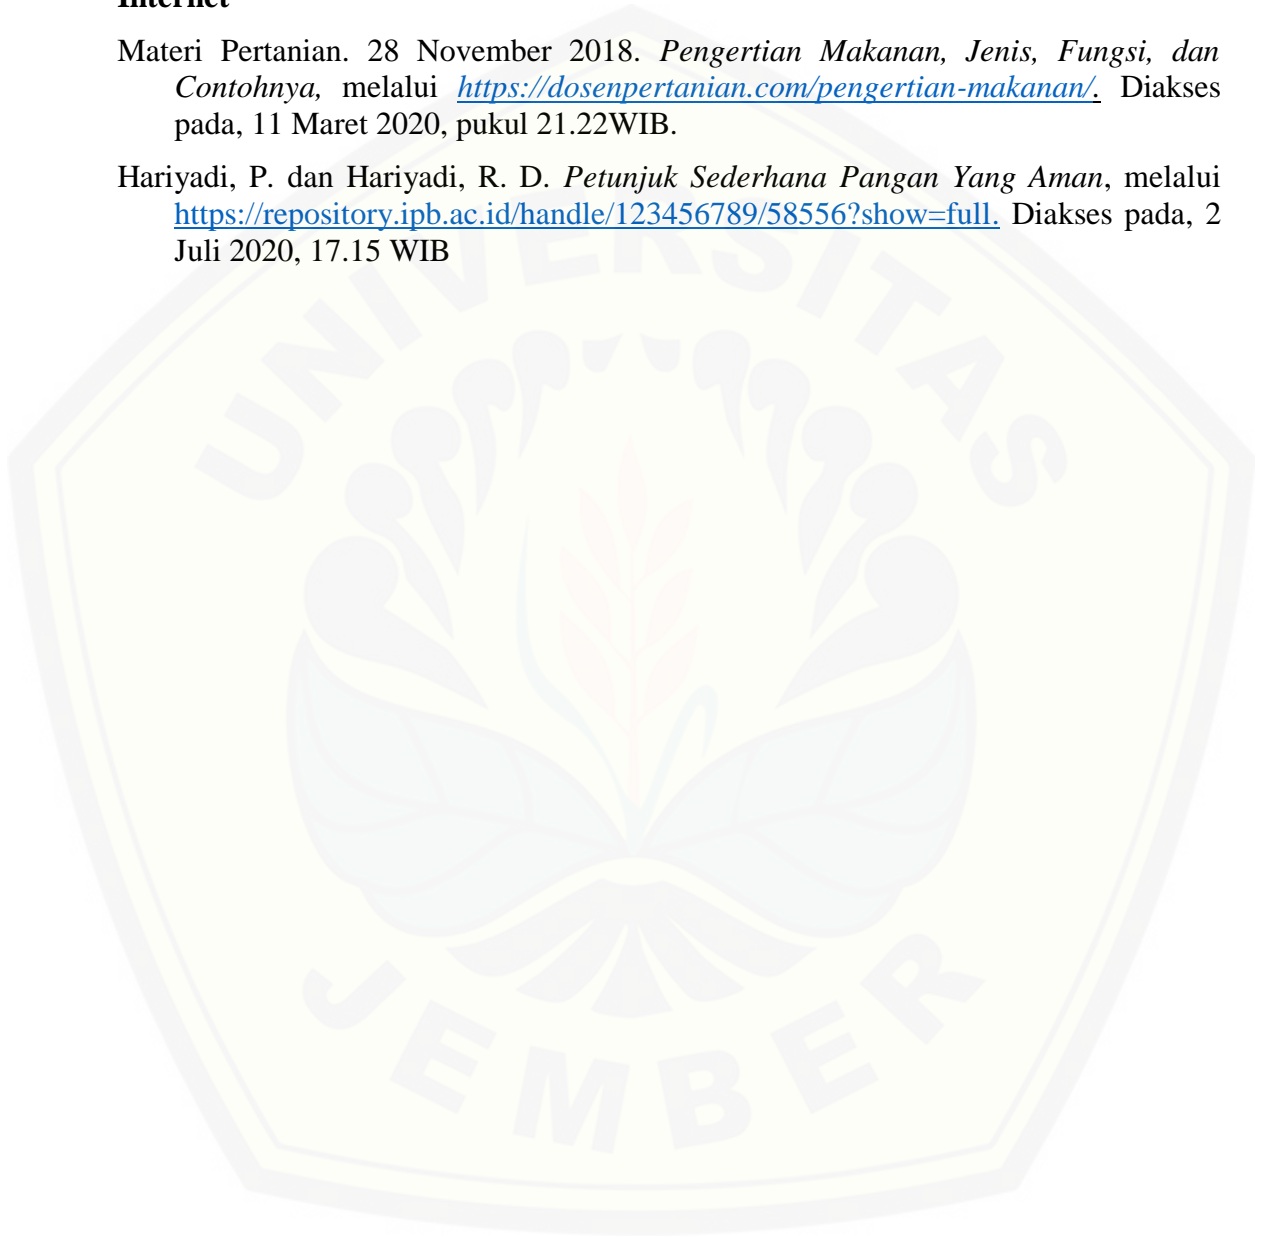 Internet
Materi Pertanian. 28 November 2018. Pengertian Makanan, Jenis, Fungsi, dan
Contohnya, melalui https://dosenpertanian.com/pengertian-makanan/. Diakses
pada, 11 Maret 2020, pukul 21.22WIB.
Hariyadi, P. dan Hariyadi, R. D. Petunjuk Sederhana Pangan Yang Aman, melalui
https://repository.ipb.ac.id/handle/123456789/58556?show=full. Diakses pada, 2
Juli 2020, 17.15 WIB
UNIVERSITAS
JEMBER